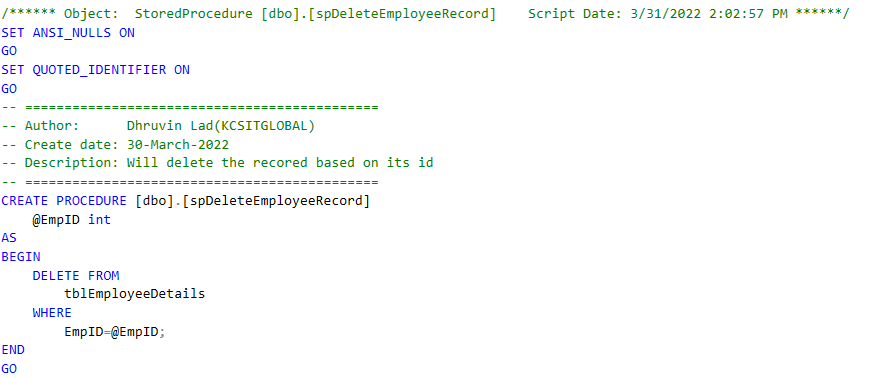 /****** Object:  StoredProcedure [dbo].[spDeleteEmployeeRecord]    Script Date: 3/31/2022 2:02:57 PM ******/
SET ANSI_NULLS ON
GO
SET QUOTED_IDENTIFIER ON
GO
-- =============================================
-- Author:      Dhruvin Lad(KCSITGLOBAL)
-- Create date: 30-March-2022
-- Description: Will delete the recored based on its id
-- =============================================
CREATE PROCEDURE [dbo].[spDeleteEmployeeRecord]
    @EmpID int
AS
BEGIN
    DELETE FROM
        tblEmployeeDetails
    WHERE
        EmpID=@EmpID;
END
GO